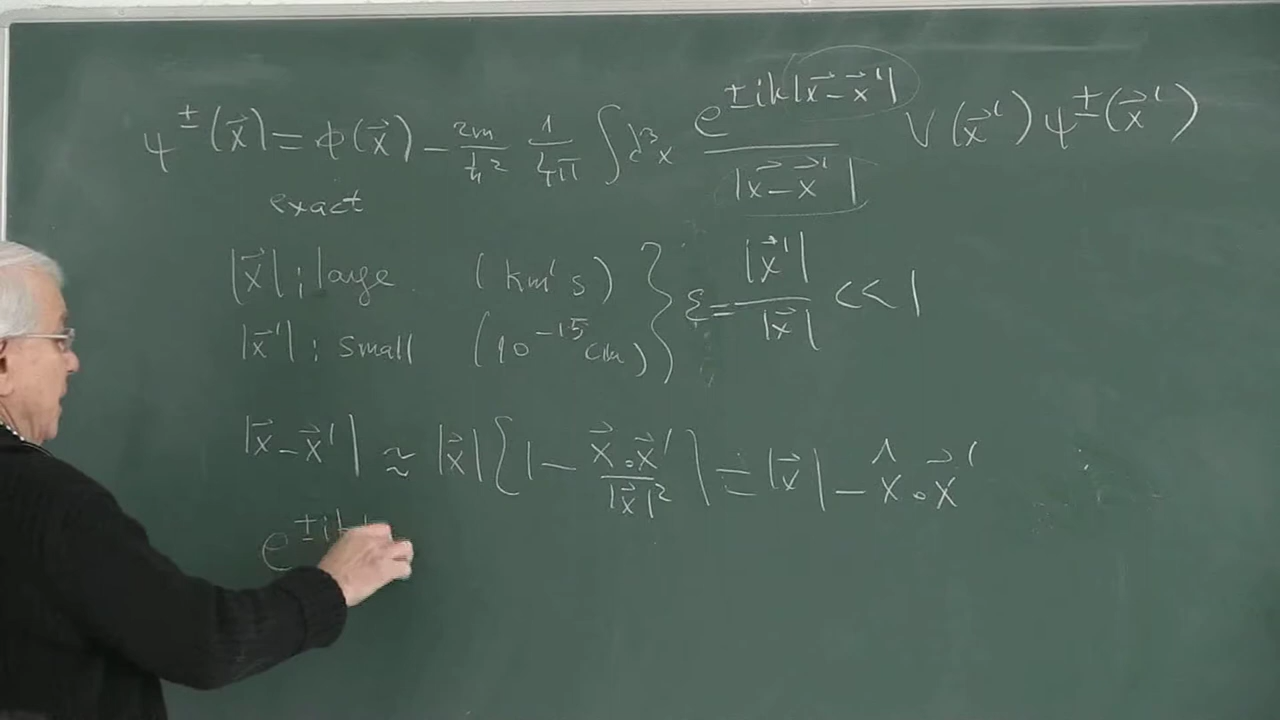 ψ^±(x⃗) = φ(x⃗) − 2m/ħ² 1/4π ∫ d³x e^{±ik|x⃗−x⃗'|} / |x⃗−x⃗'| V(x⃗') ψ^±(x⃗')
exact
|x⃗| ; large (km's) } ε = |x⃗'| / |x⃗| << 1
|x⃗'| : small (10^{-15} cm)
|x⃗−x⃗'| ≈ |x⃗| { 1 − x⃗·x⃗' / |x⃗|² } = |x⃗| − x̂·x⃗'
e^{±ik